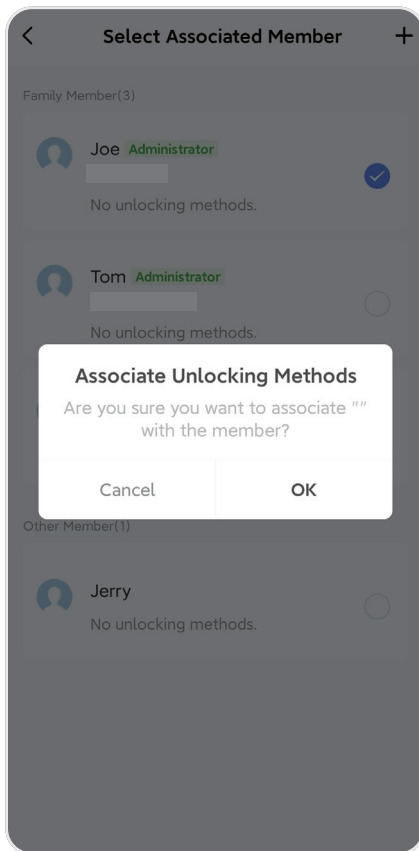 Select Associated Member +
Family Member(3)
Joe Administrator
No unlocking methods.
Tom Administrator
No unlocking methods.
Associate Unlocking Methods
Are you sure you want to associate ""
with the member?
Cancel OK
Other Member(1)
Jerry
No unlocking methods.